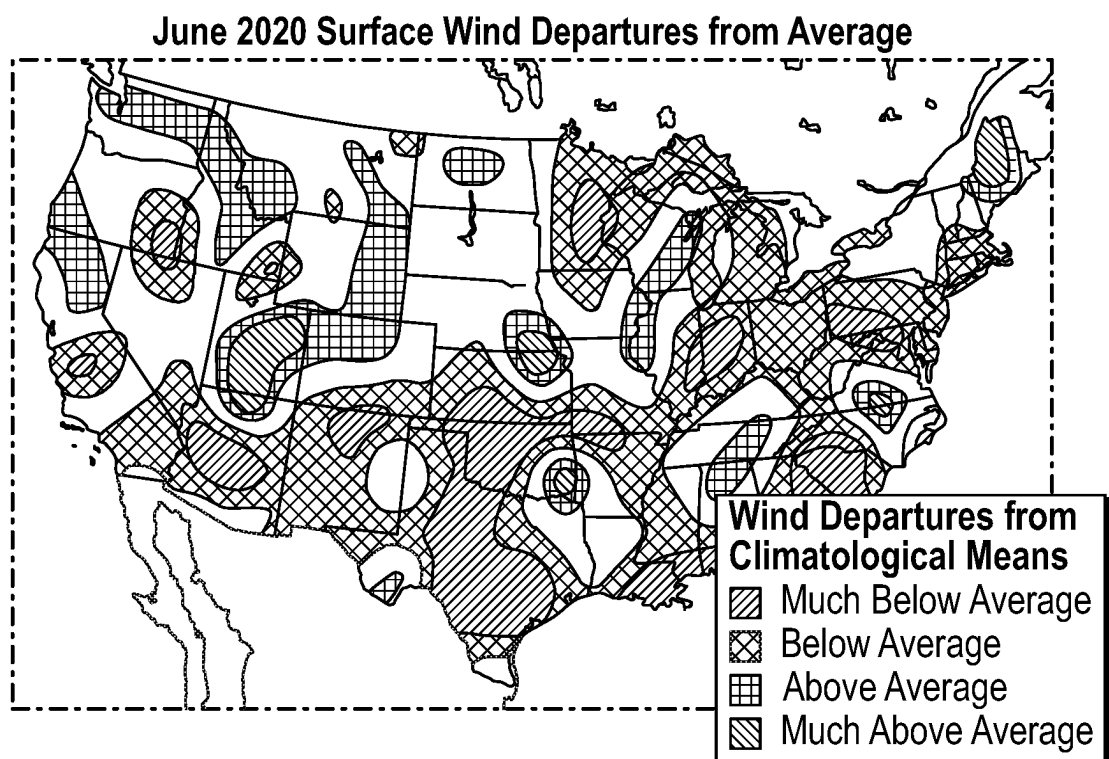 June 2020 Surface Wind Departures from Average
Wind Departures from
Climatological Means
Much Below Average
Below Average
Above Average
Much Above Average